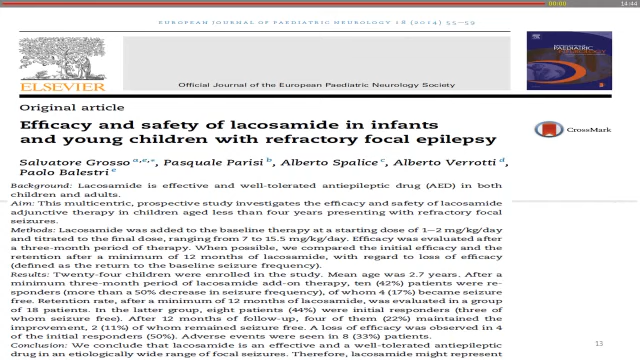 00:00
14:44
EUROPEAN JOURNAL OF PAEDIATRIC NEUROLOGY 18 (2014) 55–59
ELSEVIER
Official Journal of the European Paediatric Neurology Society
PAEDIATRIC
Original article
Efficacy and safety of lacosamide in infants
and young children with refractory focal epilepsy
CrossMark
Salvatore Grosso a,e,*, Pasquale Parisi b, Alberto Spalice c, Alberto Verrotti d,
Paolo Balestri e
Background: Lacosamide is effective and well-tolerated antiepileptic drug (AED) in both
children and adults.
Aim: This multicentric, prospective study investigates the efficacy and safety of lacosamide
adjunctive therapy in children aged less than four years presenting with refractory focal
seizures.
Methods: Lacosamide was added to the baseline therapy at a starting dose of 1–2 mg/kg/day
and titrated to the final dose, ranging from 7 to 15.5 mg/kg/day. Efficacy was evaluated after
a three-month period of therapy. When possible, we compared the initial efficacy and the
retention after a minimum of 12 months of lacosamide, with regard to loss of efficacy
(defined as the return to the baseline seizure frequency).
Results: Twenty-four children were enrolled in the study. Mean age was 2.7 years. After a
minimum three-month period of lacosamide add-on therapy, ten (42%) patients were re-
sponders (more than a 50% decrease in seizure frequency), of whom 4 (17%) became seizure
free. Retention rate, after a minimum of 12 months of lacosamide, was evaluated in a group
of 18 patients. In the latter group, eight patients (44%) were initial responders (three of
whom seizure free). After 12 months of follow-up, four of them (22%) maintained the
improvement, 2 (11%) of whom remained seizure free. A loss of efficacy was observed in 4
of the initial responders (50%). Adverse events were seen in 8 (33%) patients.
Conclusion: We conclude that lacosamide is an effective and a well-tolerated antiepileptic
drug in an etiologically wide range of focal seizures. Therefore, lacosamide might represent
13